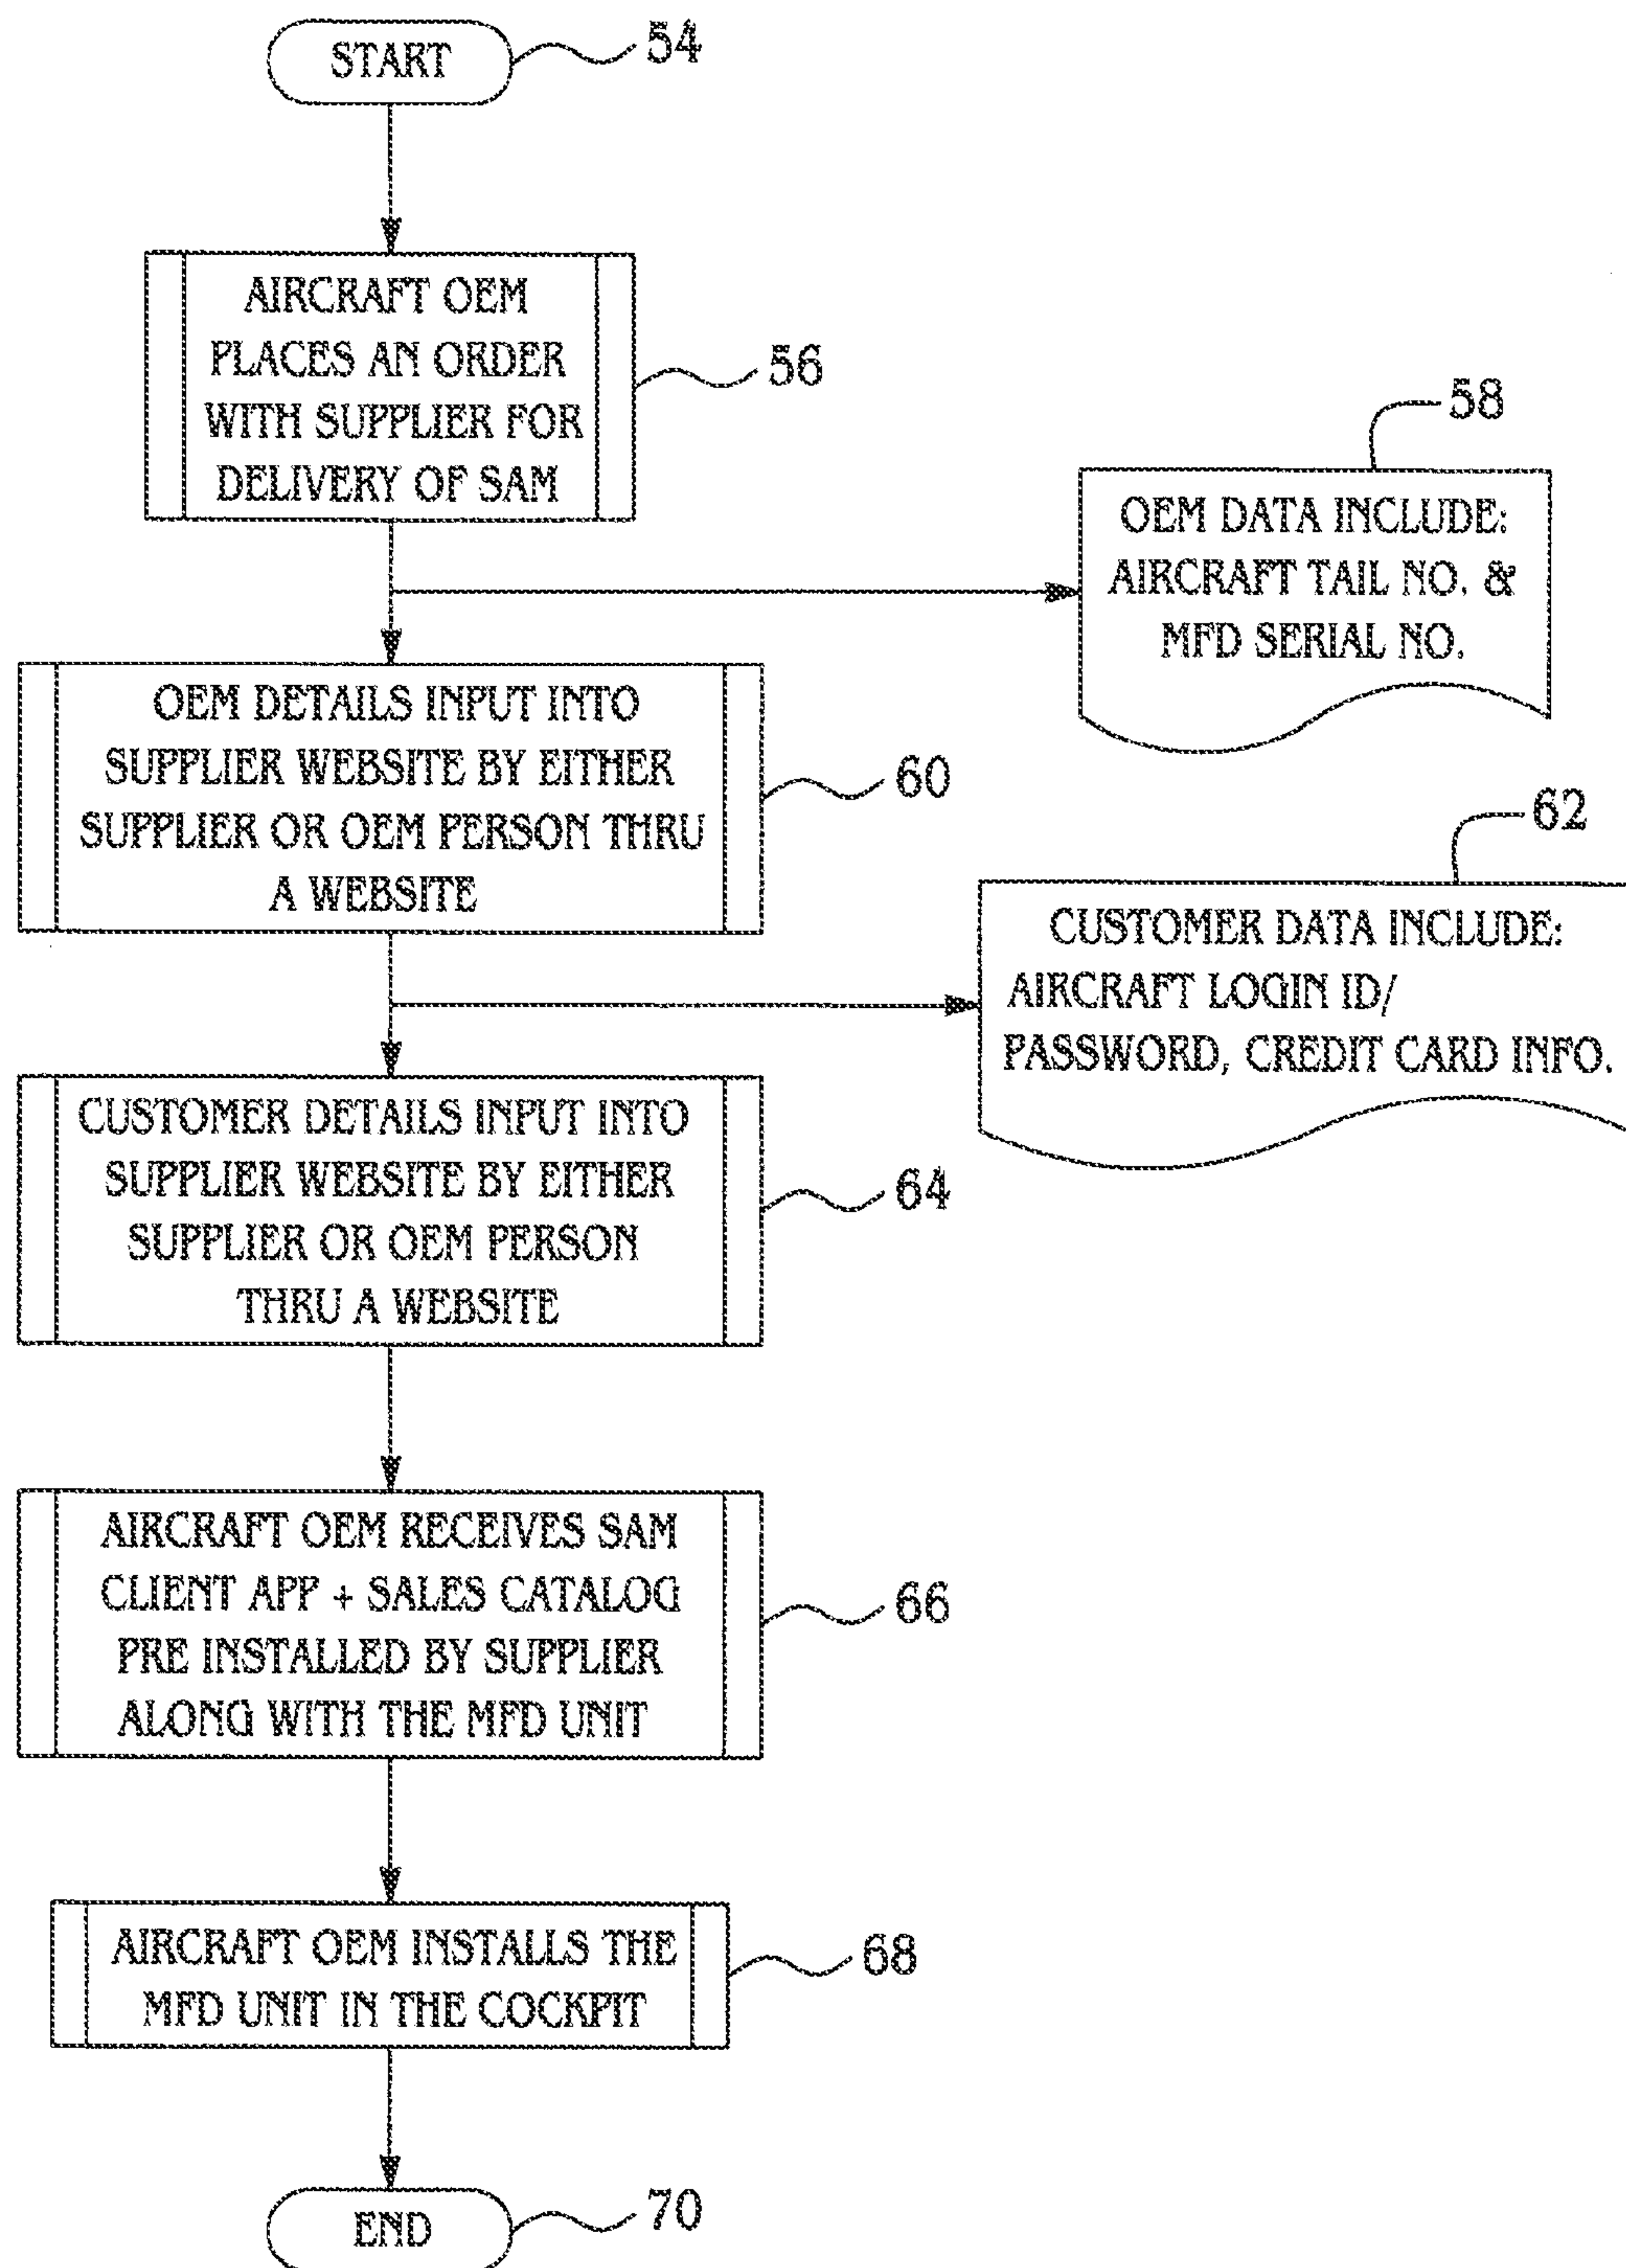 START
54
AIRCRAFT OEM
PLACES AN ORDER
WITH SUPPLIER FOR
DELIVERY OF SAM
56
58
OEM DATA INCLUDE:
AIRCRAFT TAIL NO. &
MFD SERIAL NO.
OEM DETAILS INPUT INTO
SUPPLIER WEBSITE BY EITHER
SUPPLIER OR OEM PERSON THRU
A WEBSITE
60
62
CUSTOMER DATA INCLUDE:
AIRCRAFT LOGIN ID/
PASSWORD, CREDIT CARD INFO.
CUSTOMER DETAILS INPUT INTO
SUPPLIER WEBSITE BY EITHER
SUPPLIER OR OEM PERSON
THRU A WEBSITE
64
AIRCRAFT OEM RECEIVES SAM
CLIENT APP + SALES CATALOG
PRE INSTALLED BY SUPPLIER
ALONG WITH THE MFD UNIT
66
AIRCRAFT OEM INSTALLS THE
MFD UNIT IN THE COCKPIT
68
END
70